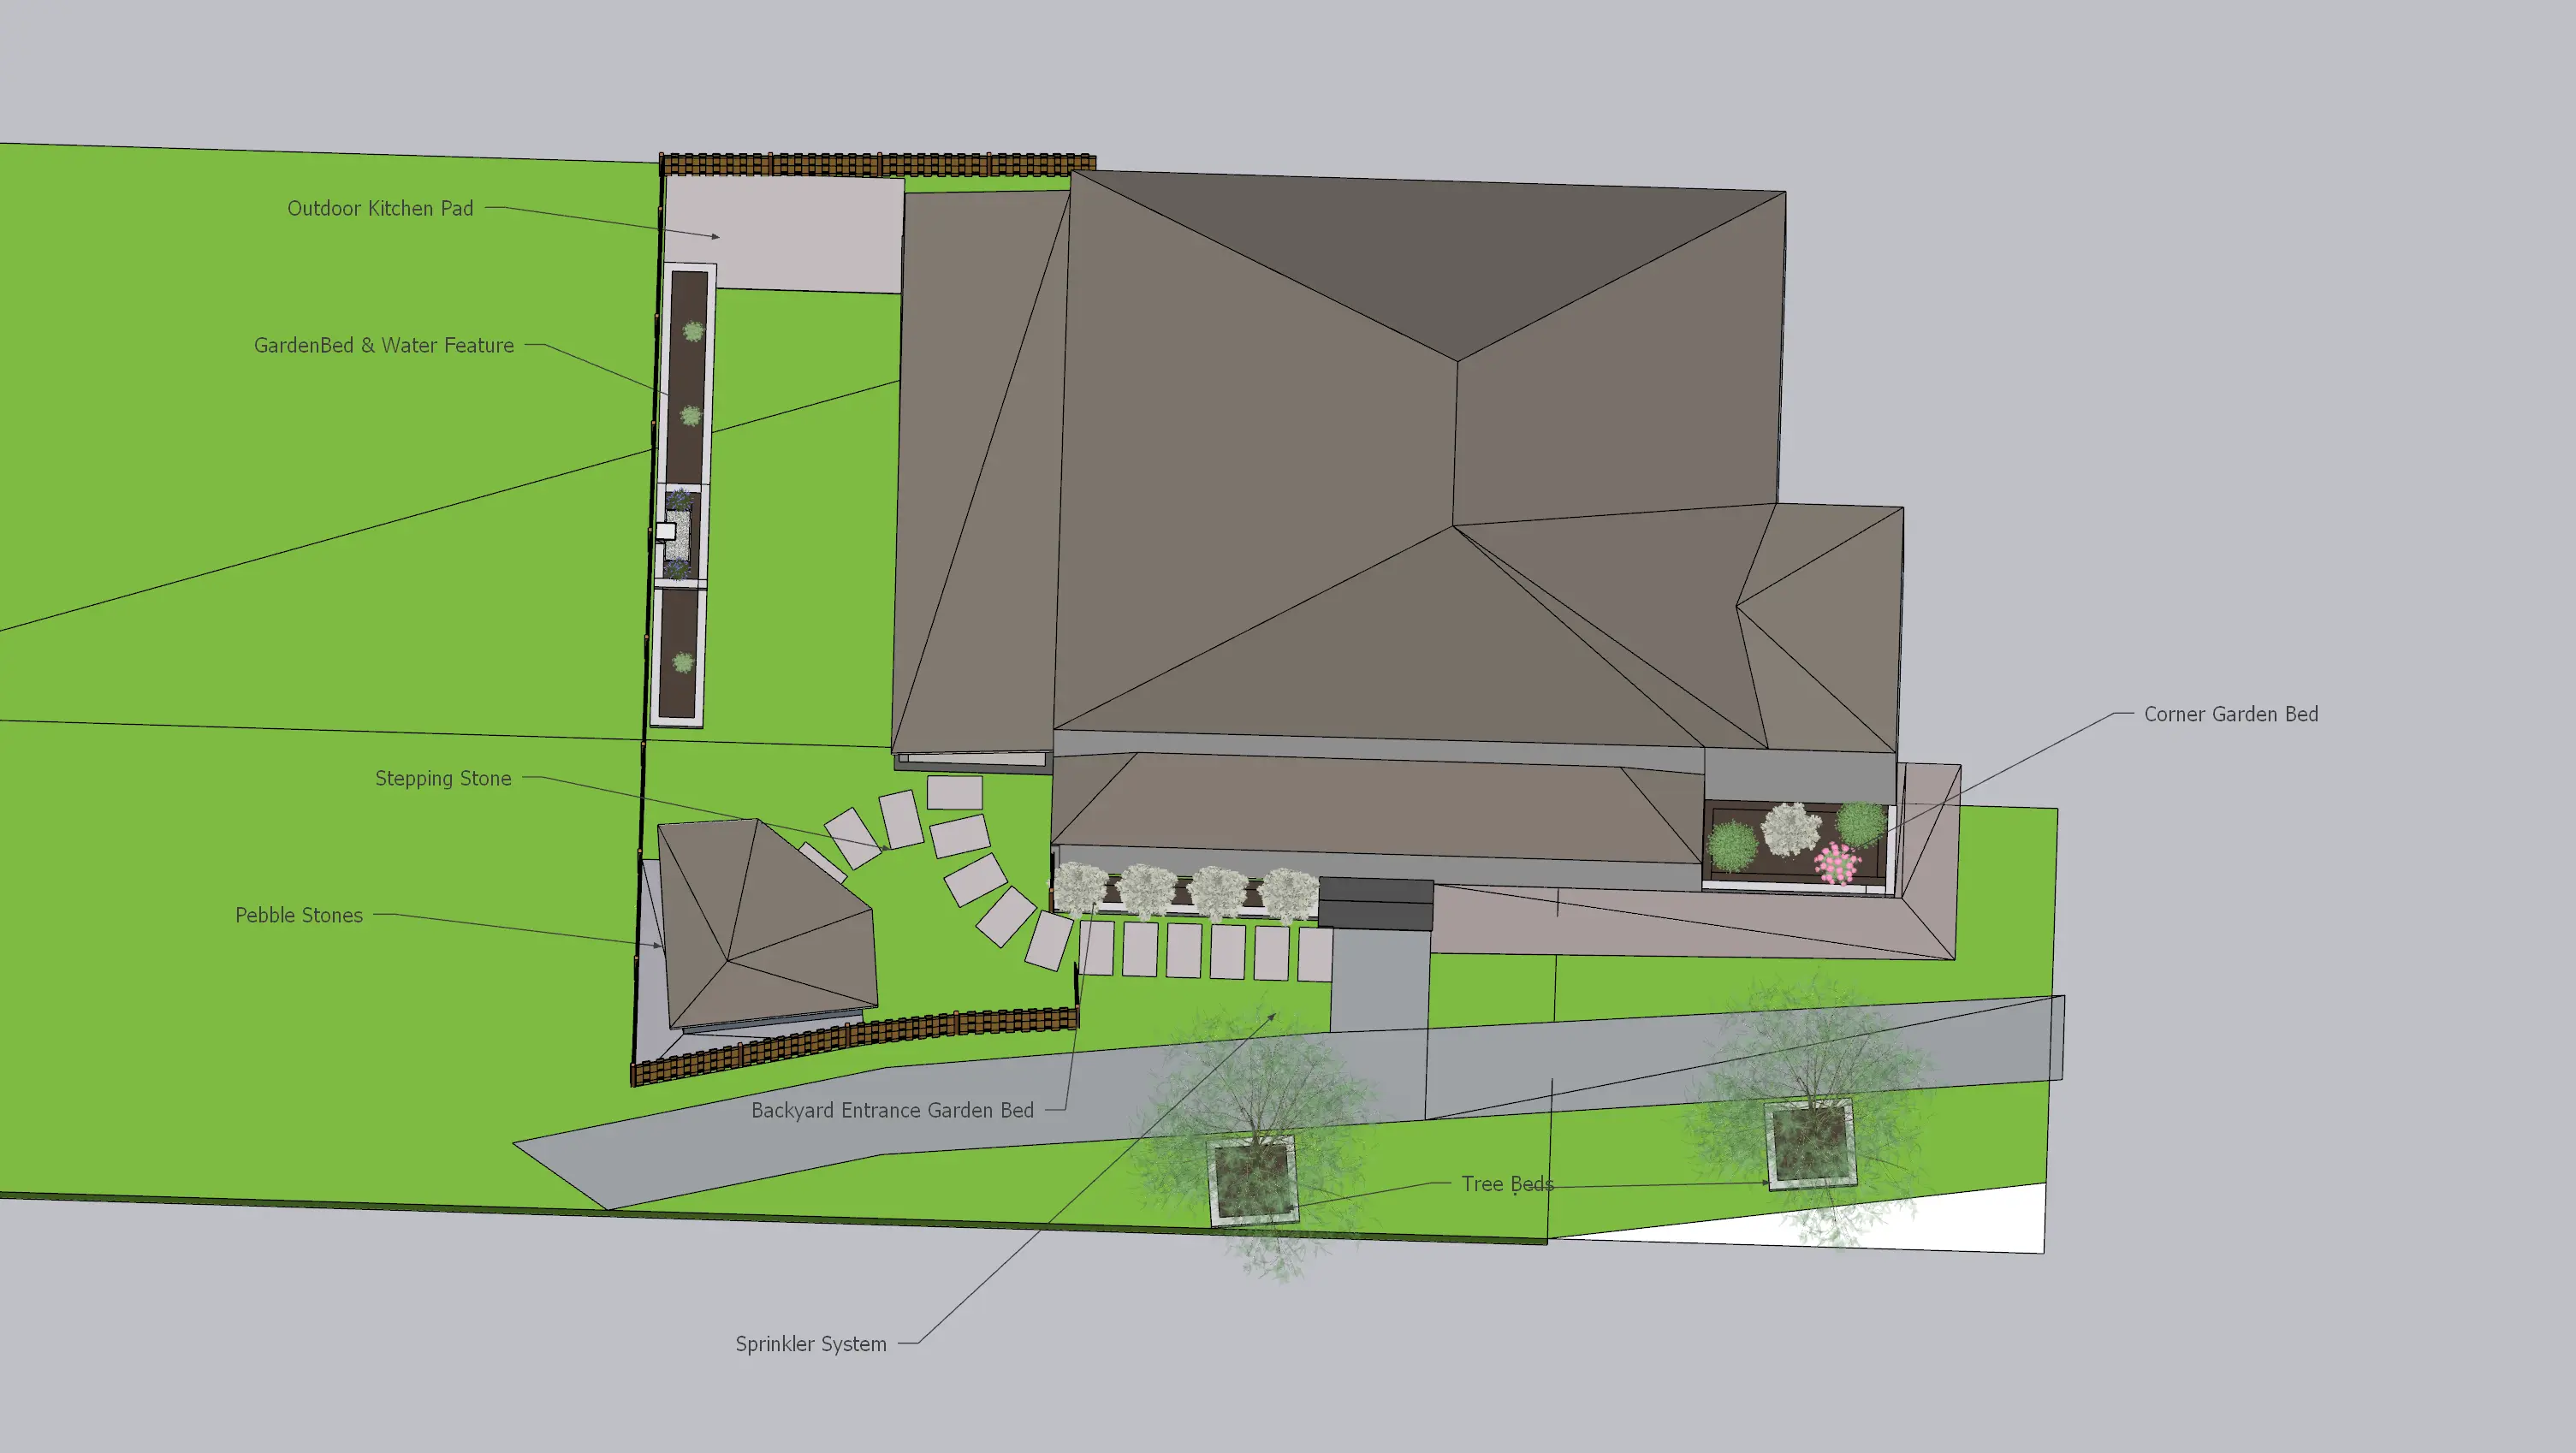 Outdoor Kitchen Pad
GardenBed & Water Feature
Corner Garden Bed
Stepping Stone
Pebble Stones
Backyard Entrance Garden Bed
Tree Beds
Sprinkler System